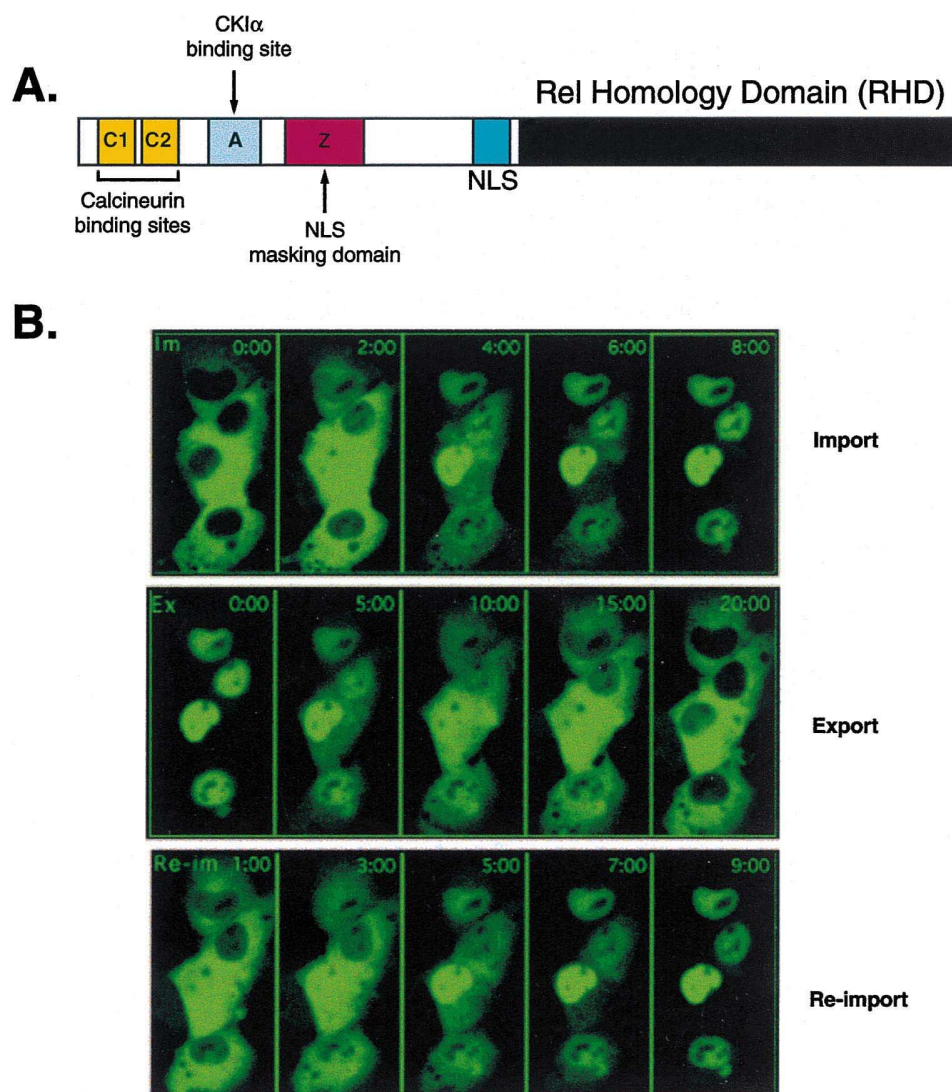 A.
CKIα
binding site
Rel Homology Domain (RHD)
C1 C2 A Z
NLS
Calcineurin
binding sites
NLS
masking domain
B.
Im 0:00 2:00 4:00 6:00 8:00
Import
Ex 0:00 5:00 10:00 15:00 20:00
Export
Re-im 1:00 3:00 5:00 7:00 9:00
Re-import